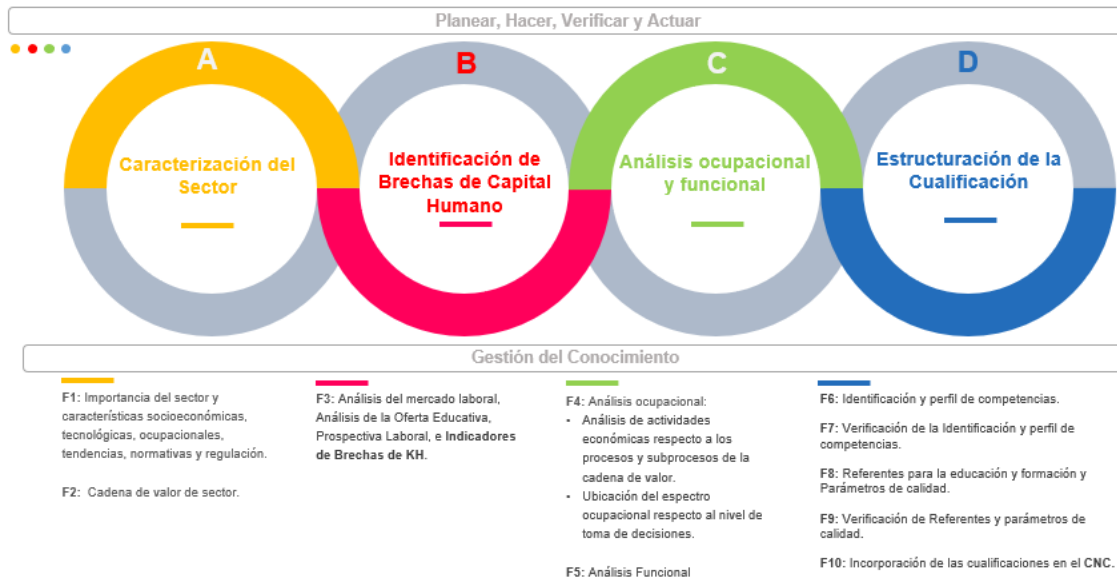 Planear, Hacer, Verificar y Actuar
A
B
C
D
Caracterización del
Sector
Identificación de
Brechas de Capital
Humano
Análisis ocupacional
y funcional
Estructuración de la
Cualificación
Gestión del Conocimiento
F1: Importancia del sector y
características socioeconómicas,
tecnológicas, ocupacionales,
tendencias, normativas y regulación.
F2: Cadena de valor de sector.
F3: Análisis del mercado laboral,
Análisis de la Oferta Educativa,
Prospectiva Laboral, e Indicadores
de Brechas de KH.
F4: Análisis ocupacional:
• Análisis de actividades
económicas respecto a los
procesos y subprocesos de la
cadena de valor.
• Ubicación del espectro
ocupacional respecto al nivel de
toma de decisiones.
F5: Análisis Funcional
F6: Identificación y perfil de competencias.
F7: Verificación de la Identificación y perfil de
competencias.
F8: Referentes para la educación y formación y
Parámetros de calidad.
F9: Verificación de Referentes y parámetros de
calidad.
F10: Incorporación de las cualificaciones en el CNC.